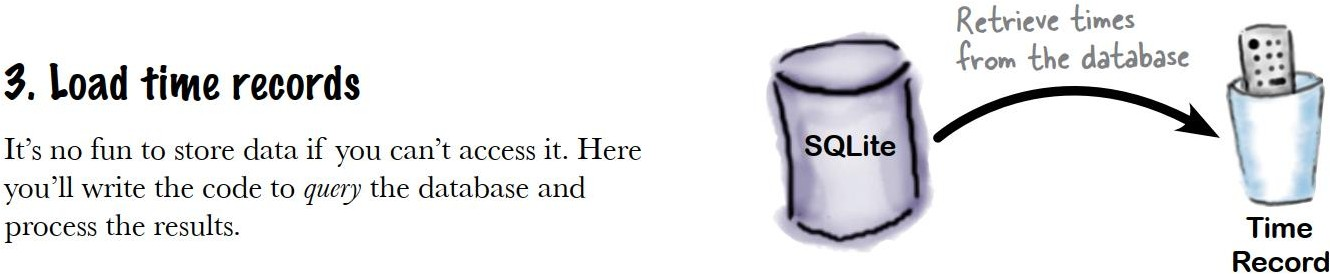 3. Load time records
It's no fun to store data if you can't access it. Here
you'll write the code to query the database and
process the results.
Retrieve times
from the database
SQLite
Time
Record